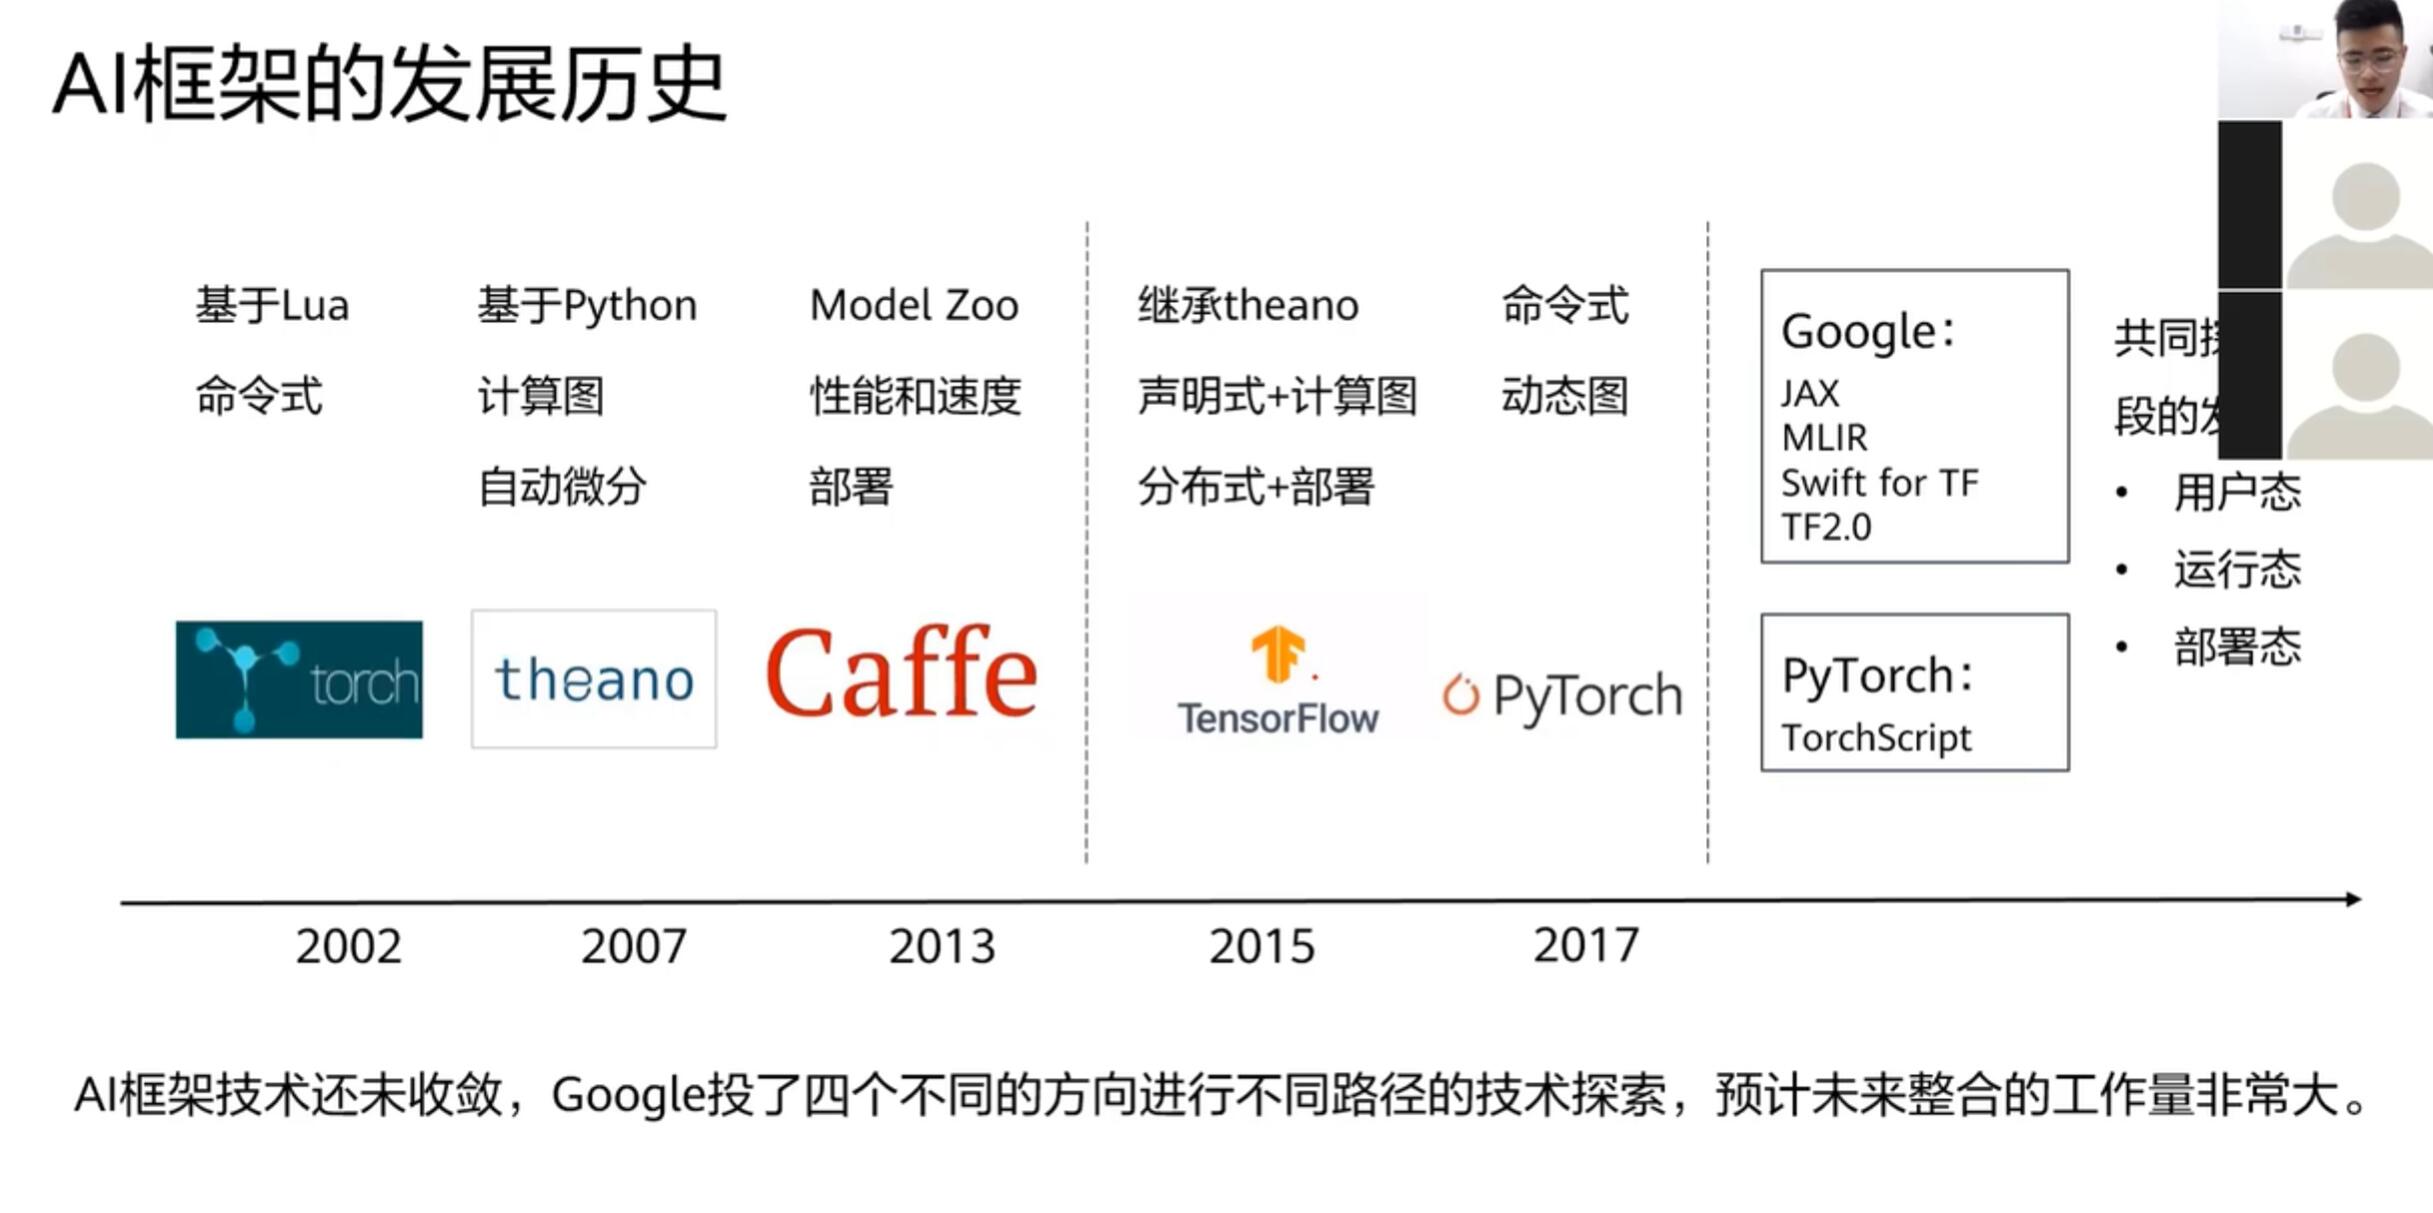 AI框架的发展历史
基于Lua
命令式
torch
2002
基于Python
计算图
自动微分
theano
2007
Model Zoo
性能和速度
部署
Caffe
2013
继承theano
声明式+计算图
分布式+部署
TensorFlow
2015
命令式
动态图
PyTorch
2017
Google：
JAX
MLIR
Swift for TF
TF2.0
PyTorch：
TorchScript
共同
段的
• 用户态
• 运行态
• 部署态
AI框架技术还未收敛，Google投了四个不同的方向进行不同路径的技术探索，预计未来整合的工作量非常大。